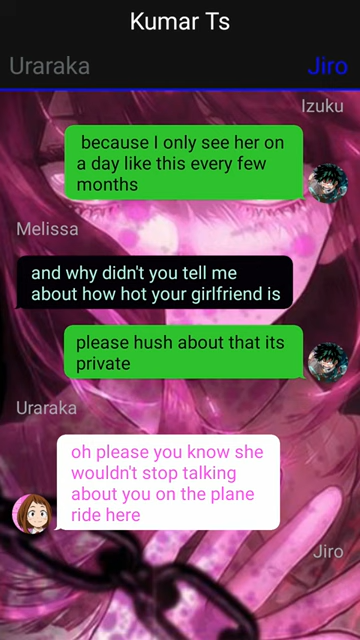 Kumar Ts
Uraraka Jiro
Izuku
because I only see her on
a day like this every few
months
Melissa
and why didn't you tell me
about how hot your girlfriend is
please hush about that its
private
Uraraka
oh please you know she
wouldn't stop talking
about you on the plane
ride here
Jiro